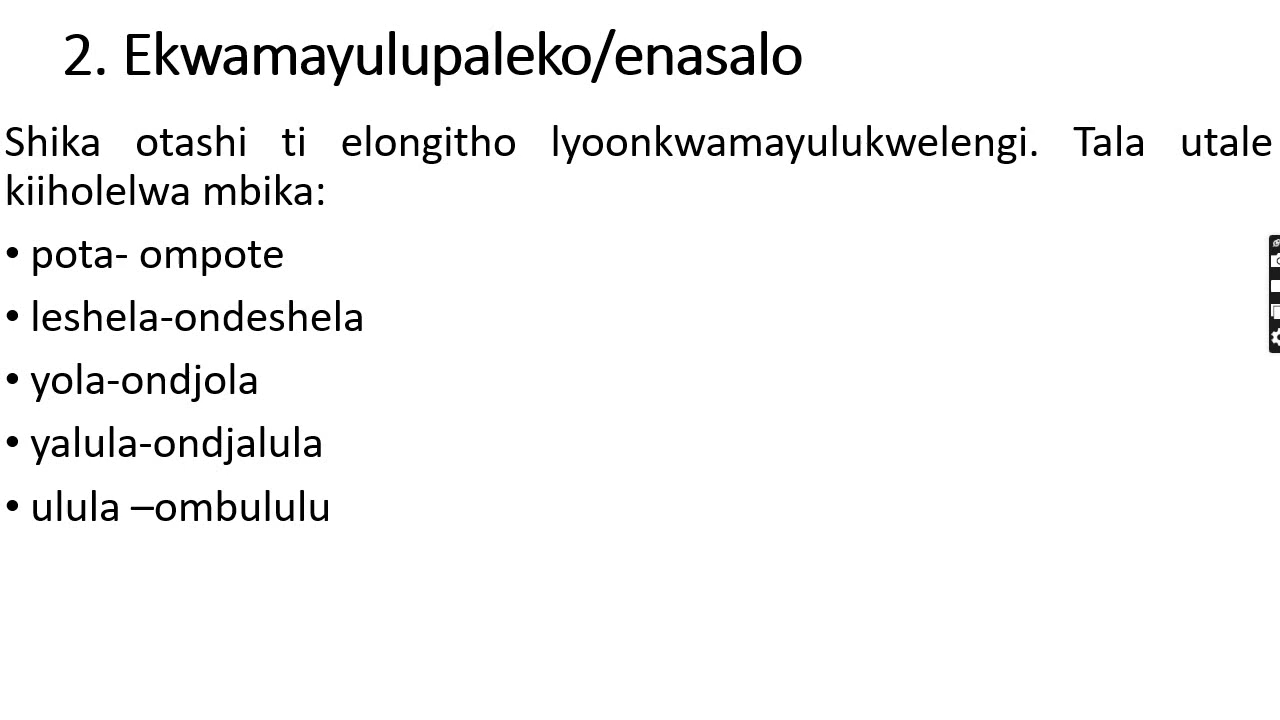 2. Ekwamayulupaleko/enasalo
Shika otashi ti elongitho lyoonkwamayulukwelengi. Tala utale
kiiholelwa mbika:
• pota- ompote
• leshela-ondeshela
• yola-ondjola
• yalula-ondjalula
• ulula –ombululu